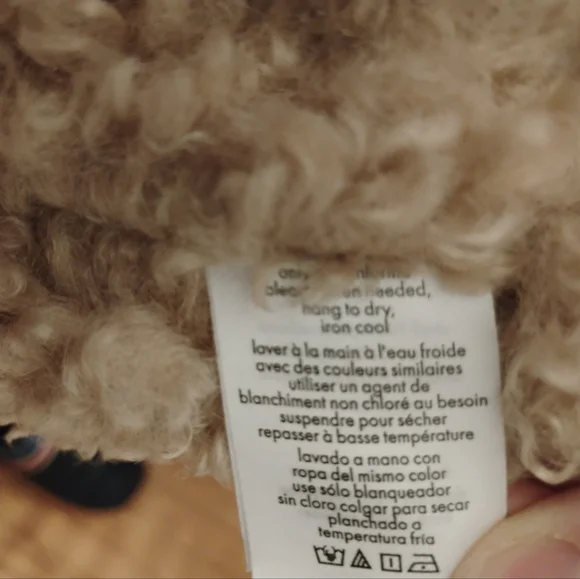 needed,
hang to dry,
iron cool
laver à la main à l'eau froide
avec des couleurs similaires
utiliser un agent de
blanchiment non chloré au besoin
suspendre pour sécher
repasser à basse température
lavado a mano con
ropa del mismo color
use sólo blanqueador
sin cloro colgar para secar
planchado a
temperatura fría